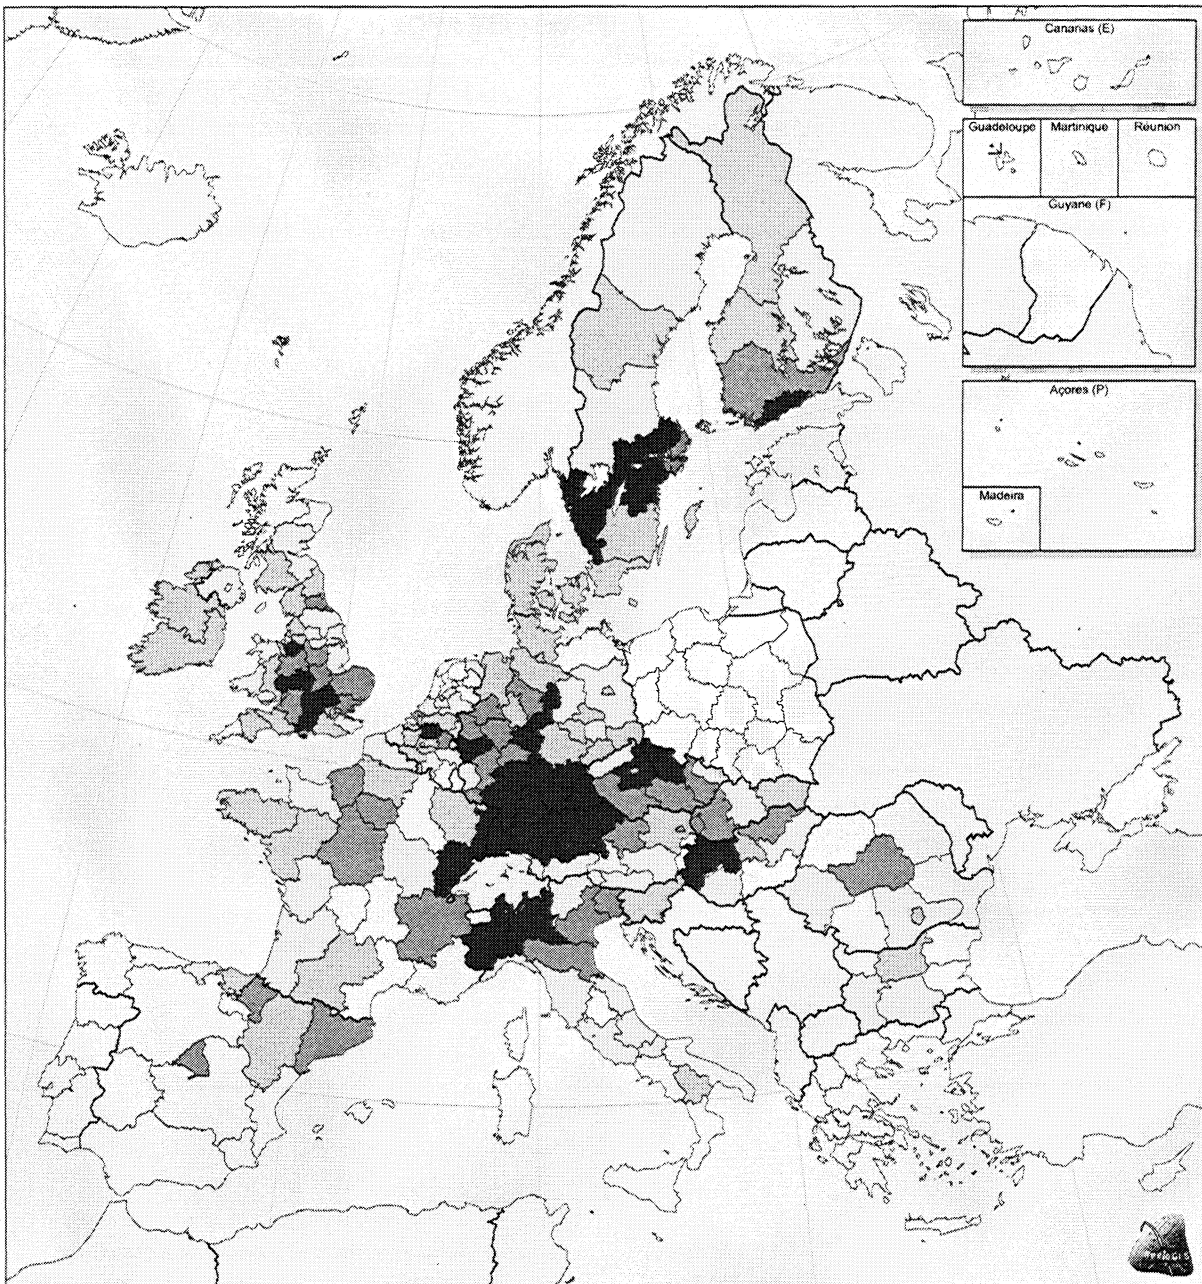 Canarias (E)
Guadeloupe
Martinique
Réunion
Guyane (F)
Açores (P)
Madeira